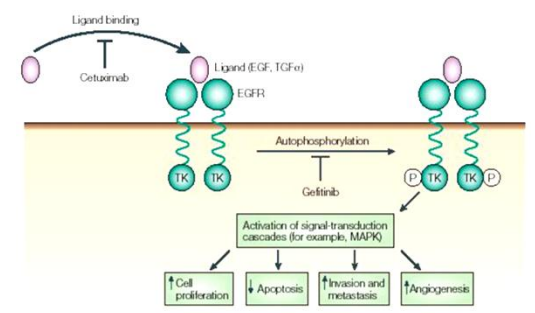 Ligand binding
Cetuximab
Ligand (EGF, TGFα)
EGFR
Autophosphorylation
Gefitinib
TK
TK
P
TK
TK
P
Activation of signal-transduction
cascades (for example, MAPK)
↑Cell
proliferation
↓ Apoptosis
↑Invasion and
metastasis
↑Angiogenesis